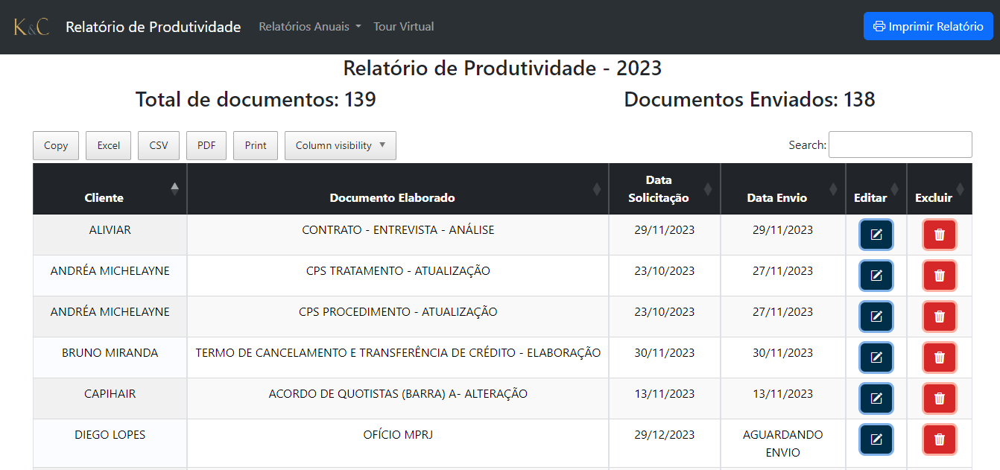 K&C Relatório de Produtividade Relatórios Anuais Tour Virtual Imprimir Relatório
Relatório de Produtividade - 2023
Total de documentos: 139 Documentos Enviados: 138
Copy Excel CSV PDF Print Column visibility Search:
Cliente Documento Elaborado Data Solicitação Data Envio Editar Excluir
ALIVIAR CONTRATO - ENTREVISTA - ANÁLISE 29/11/2023 29/11/2023
ANDRÉA MICHELAYNE CPS TRATAMENTO - ATUALIZAÇÃO 23/10/2023 27/11/2023
ANDRÉA MICHELAYNE CPS PROCEDIMENTO - ATUALIZAÇÃO 23/10/2023 27/11/2023
BRUNO MIRANDA TERMO DE CANCELAMENTO E TRANSFERÊNCIA DE CRÉDITO - ELABORAÇÃO 30/11/2023 30/11/2023
CAPIHAIR ACORDO DE QUOTISTAS (BARRA) A- ALTERAÇÃO 13/11/2023 13/11/2023
DIEGO LOPES OFÍCIO MPRJ 29/12/2023 AGUARDANDO ENVIO